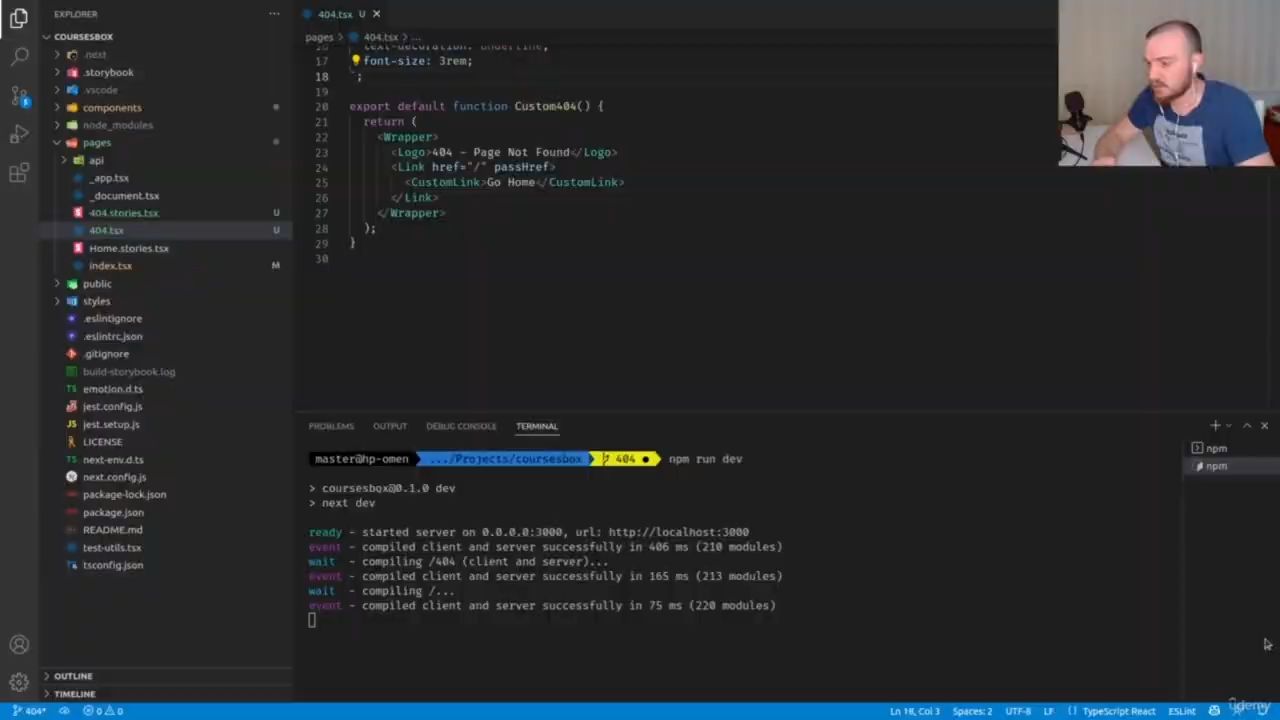 EXPLORER
···
COURSESBOX
.next
.storybook
.vscode
components
node_modules
pages
api
_app.tsx
_document.tsx
404.stories.tsx U
404.tsx U
Home.stories.tsx
index.tsx M
public
styles
.eslintignore
.eslintrc.json
.gitignore
build-storybook.log
emotion.d.ts
jest.config.js
jest.setup.js
LICENSE
next-env.d.ts
next.config.js
package-lock.json
package.json
README.md
test-utils.tsx
tsconfig.json
OUTLINE
TIMELINE
404.tsx U
pages > 404.tsx > ...
16 text-decoration: underline;
17 font-size: 3rem;
18 `;
19
20 export default function Custom404() {
21 return (
22 <Wrapper>
23 <Logo>404 - Page Not Found</Logo>
24 <Link href="/" passHref>
25 <CustomLink>Go Home</CustomLink>
26 </Link>
27 </Wrapper>
28 );
29 }
30
PROBLEMS OUTPUT DEBUG CONSOLE TERMINAL
master@hp-omen .../Projects/coursesbox 404 ● npm run dev
> coursesbox@0.1.0 dev
> next dev
ready - started server on 0.0.0.0:3000, url: http://localhost:3000
event - compiled client and server successfully in 406 ms (210 modules)
wait - compiling /404 (client and server)...
event - compiled client and server successfully in 165 ms (213 modules)
wait - compiling /...
event - compiled client and server successfully in 75 ms (220 modules)
npm
npm
404* 0 0 Ln 18, Col 3 Spaces: 2 UTF-8 LF TypeScript React ESLint
Udemy